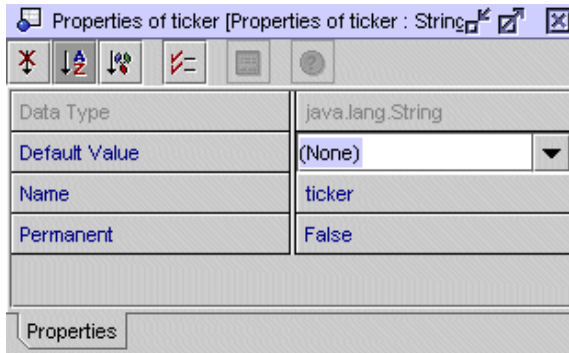 Properties of ticker [Properties of ticker : String
Data Type java.lang.String
Default Value (None)
Name ticker
Permanent False
Properties